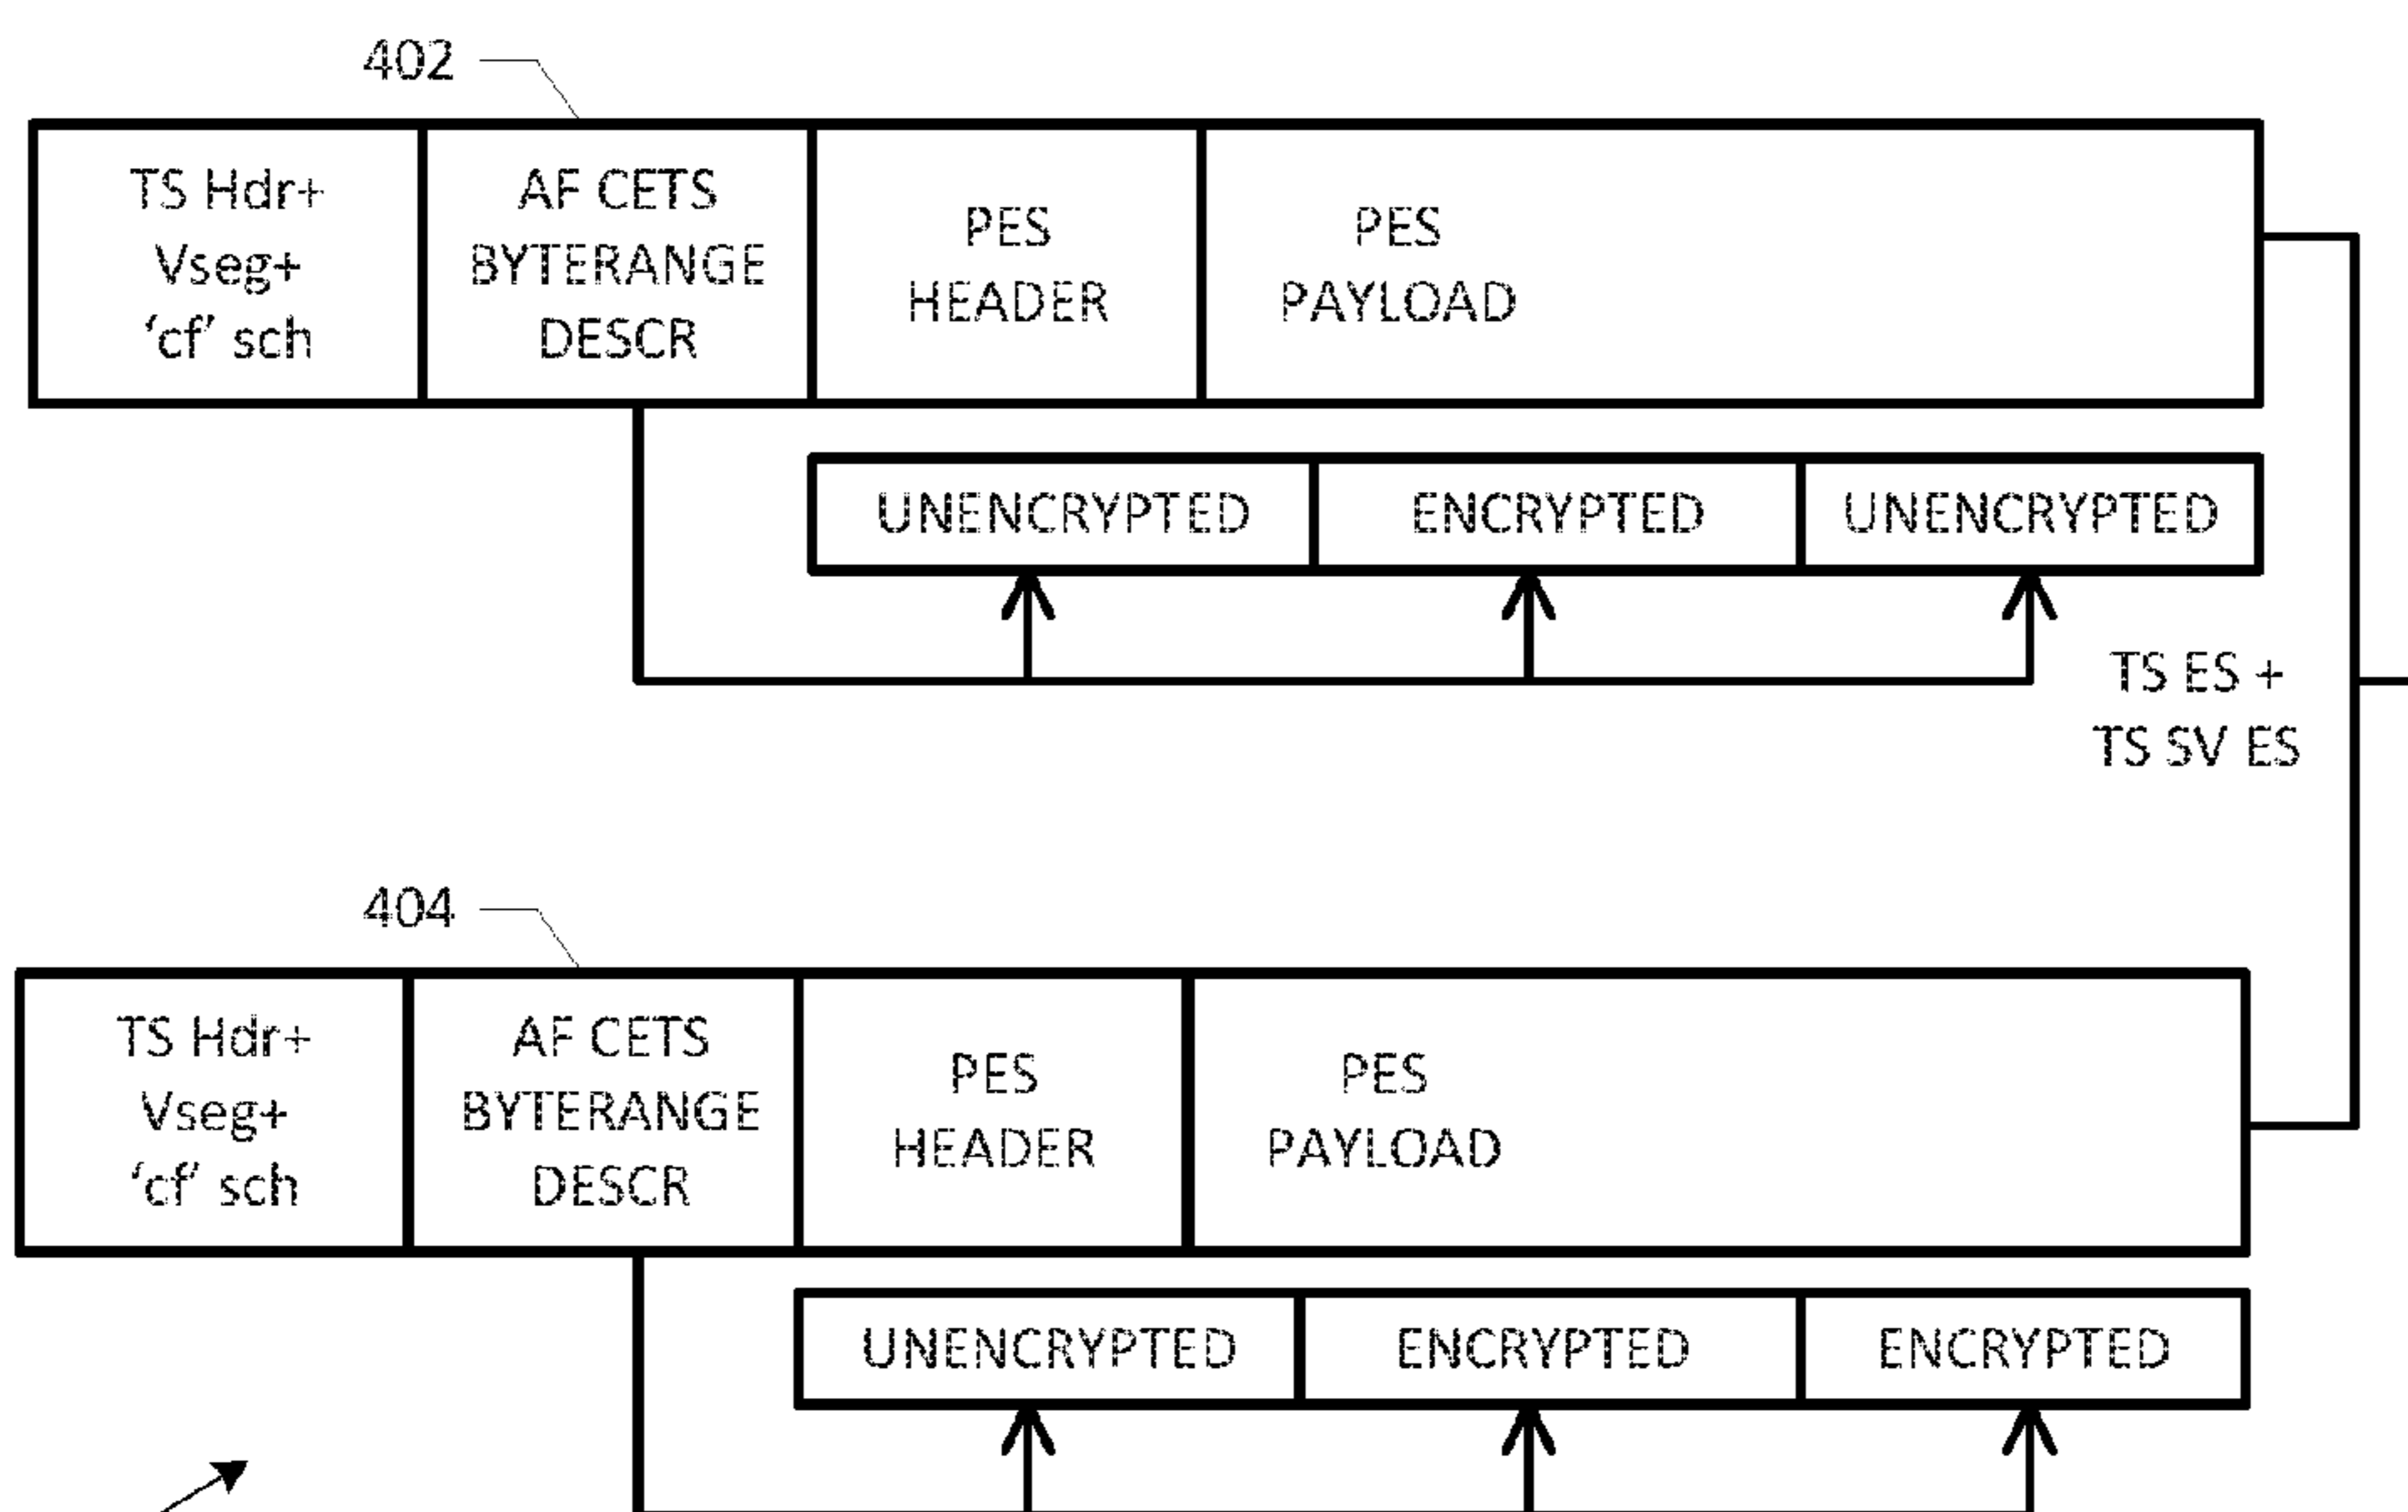 402
TS Hdr+
Vseg+
‘cf’ sch
AF CETS
BYTERANGE
DESCR
PES
HEADER
PES
PAYLOAD
UNENCRYPTED
ENCRYPTED
UNENCRYPTED
TS ES +
TS SV ES
404
TS Hdr+
Vseg+
‘cf’ sch
AF CETS
BYTERANGE
DESCR
PES
HEADER
PES
PAYLOAD
UNENCRYPTED
ENCRYPTED
ENCRYPTED